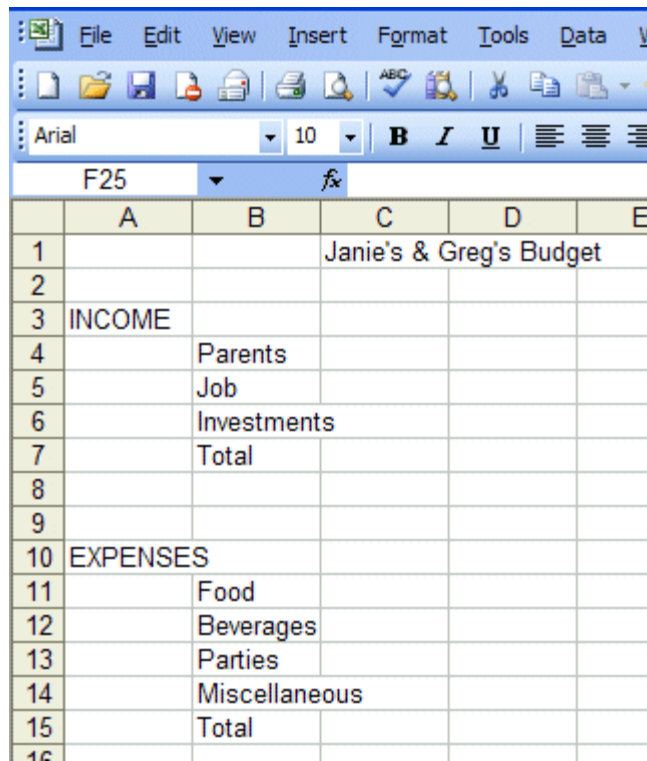 File Edit View Insert Format Tools Data
ABC
Arial 10 B I U
F25 fx
A B C D E
1 Janie's & Greg's Budget
2
3 INCOME
4 Parents
5 Job
6 Investments
7 Total
8
9
10 EXPENSES
11 Food
12 Beverages
13 Parties
14 Miscellaneous
15 Total
16